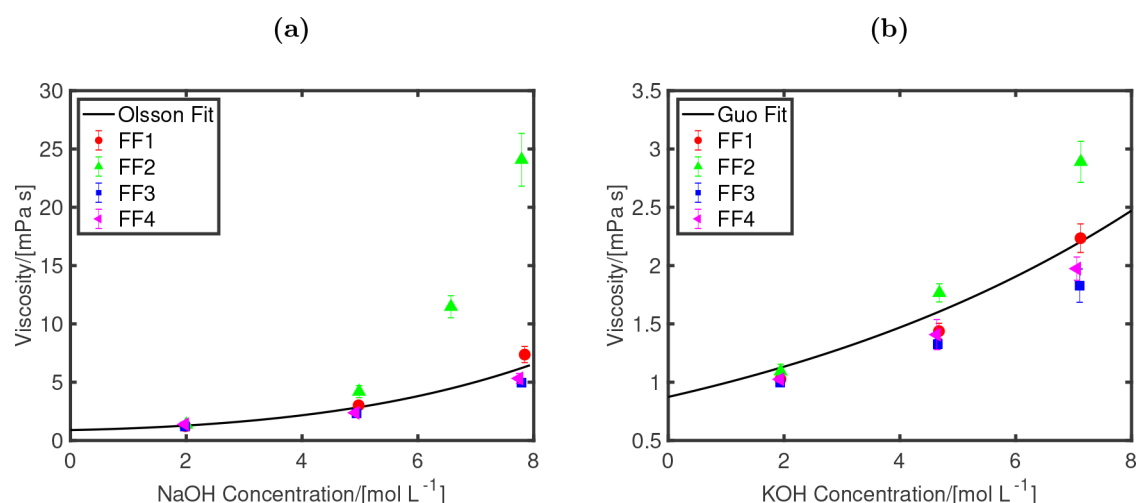 (a)
(b)
30
25
20
15
10
5
0
Viscosity/[mPa s]
Olsson Fit
FF1
FF2
FF3
FF4
0 2 4 6 8
NaOH Concentration/[mol L⁻¹]
3.5
3
2.5
2
1.5
1
0.5
Viscosity/[mPa s]
Guo Fit
FF1
FF2
FF3
FF4
0 2 4 6 8
KOH Concentration/[mol L⁻¹]